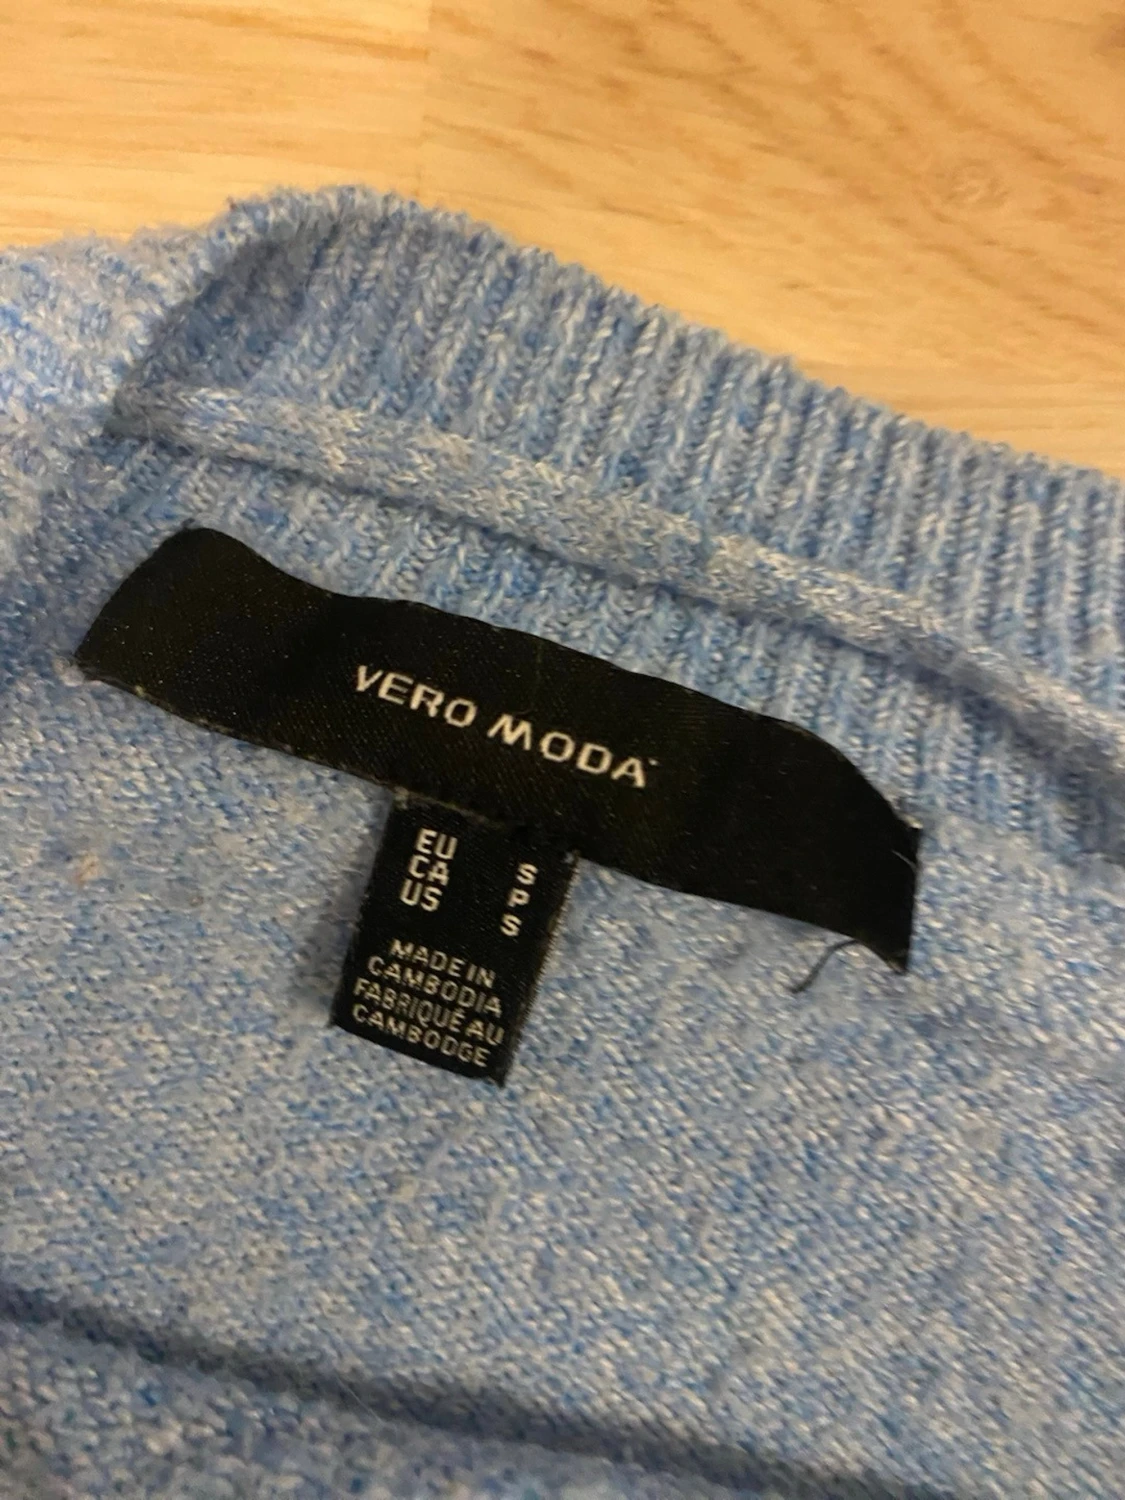 VERO MODA
EU S
CA P
US S
MADE IN
CAMBODIA
FABRIQUÉ AU
CAMBODGE